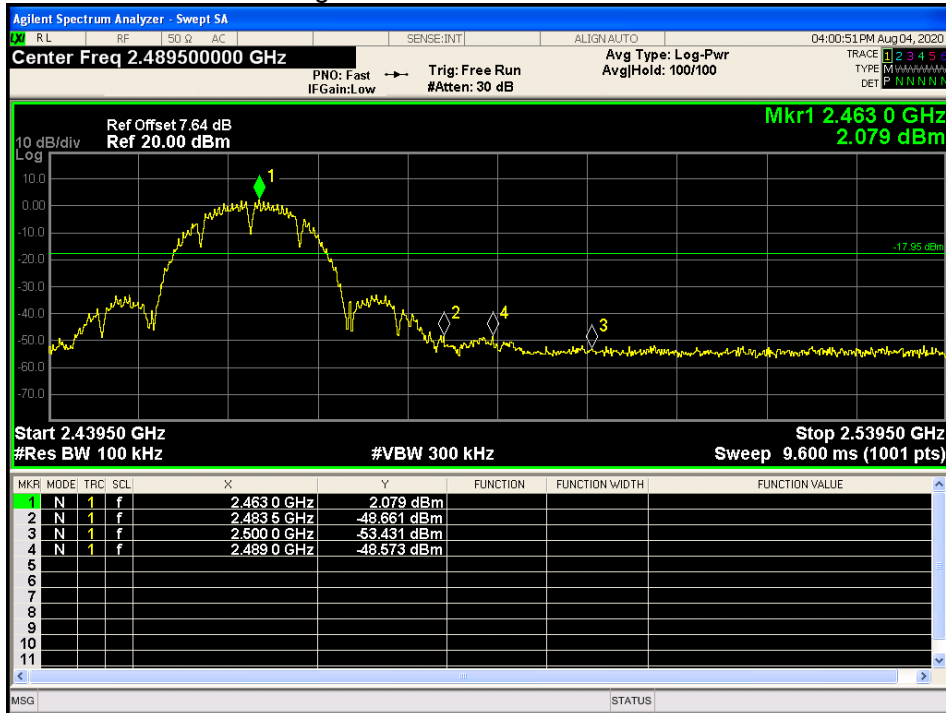 Agilent Spectrum Analyzer - Swept SA
LXI RL RF 50 Ω AC SENSE:INT ALIGN AUTO 04:00:51 PM Aug 04, 2020
Center Freq 2.489500000 GHz
PNO: Fast
IFGain:Low
Trig: Free Run
#Atten: 30 dB
Avg Type: Log-Pwr
Avg|Hold: 100/100
TRACE 1 2 3 4 5 6
TYPE M
DET P N N N N N
Mkr1 2.463 0 GHz
2.079 dBm
Ref Offset 7.64 dB
10 dB/div Ref 20.00 dBm
Log
10.0
0.00
-10.0
-20.0
-30.0
-40.0
-50.0
-60.0
-70.0
1
2
4
3
-17.95 dBm
Start 2.43950 GHz Stop 2.53950 GHz
#Res BW 100 kHz #VBW 300 kHz Sweep 9.600 ms (1001 pts)
MKR MODE TRC SCL X Y FUNCTION FUNCTION WIDTH FUNCTION VALUE
1 N 1 f 2.463 0 GHz 2.079 dBm
2 N 1 f 2.483 5 GHz -48.661 dBm
3 N 1 f 2.500 0 GHz -53.431 dBm
4 N 1 f 2.489 0 GHz -48.573 dBm
5
6
7
8
9
10
11
MSG STATUS